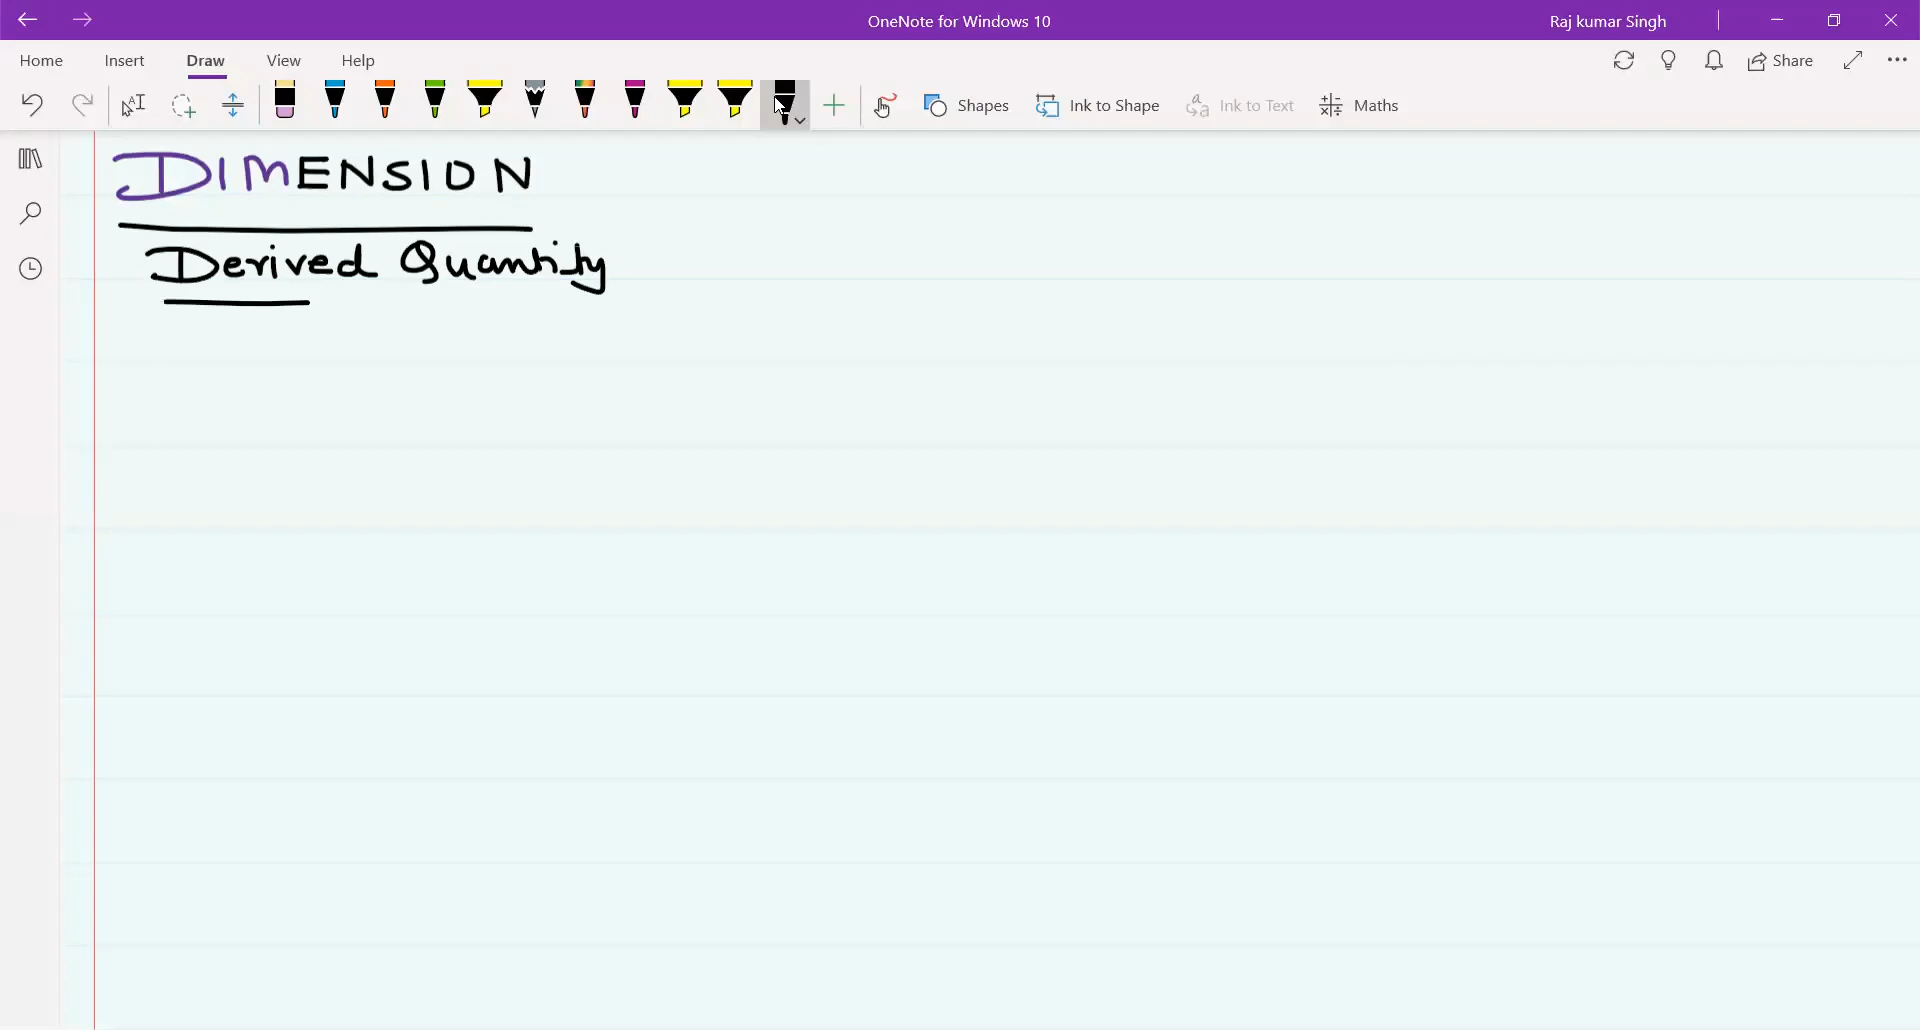 OneNote for Windows 10 Raj kumar Singh
Home Insert Draw View Help Share
Shapes Ink to Shape Ink to Text Maths
DIMENSION
Derived Quantity